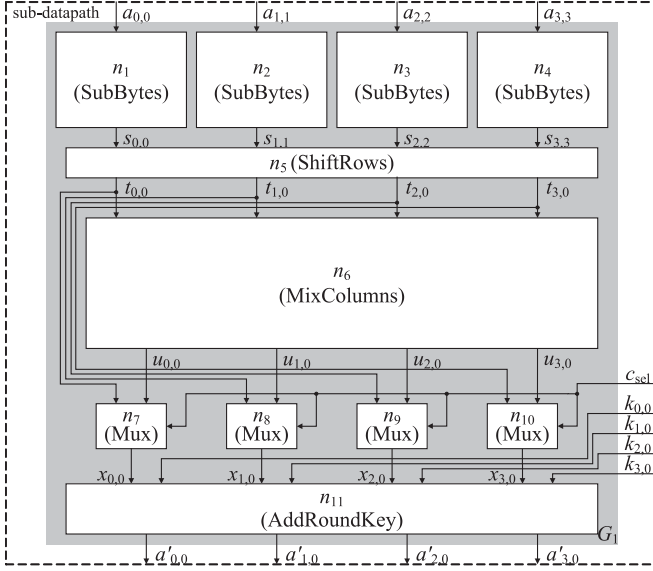 sub-datapath a0,0 a1,1 a2,2 a3,3
n1 n2 n3 n4
(SubBytes) (SubBytes) (SubBytes) (SubBytes)
s0,0 s1,1 s2,2 s3,3
n5 (ShiftRows)
t0,0 t1,0 t2,0 t3,0
n6
(MixColumns)
u0,0 u1,0 u2,0 u3,0
csel
n7 n8 n9 n10 k0,0
(Mux) (Mux) (Mux) (Mux) k1,0
k2,0
x0,0 x1,0 x2,0 x3,0 k3,0
n11
(AddRoundKey)
G1
a′0,0 a′1,0 a′2,0 a′3,0